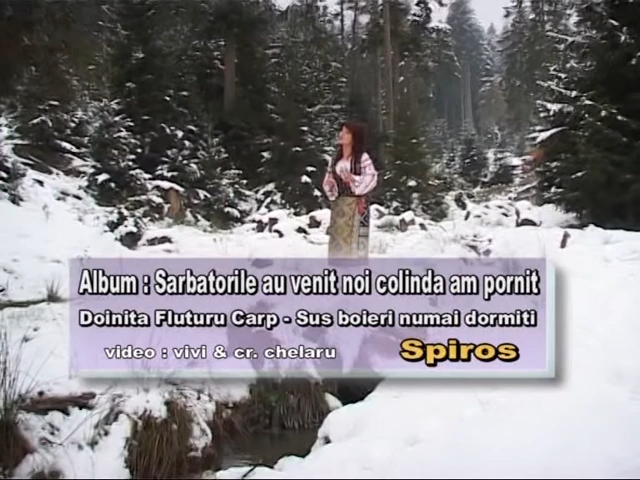 Album : Sarbatorile au venit noi colinda am pornit
Doinita Fluturu Carp - Sus boieri numai dormiti
video : vivi & cr. chelaru Spiros